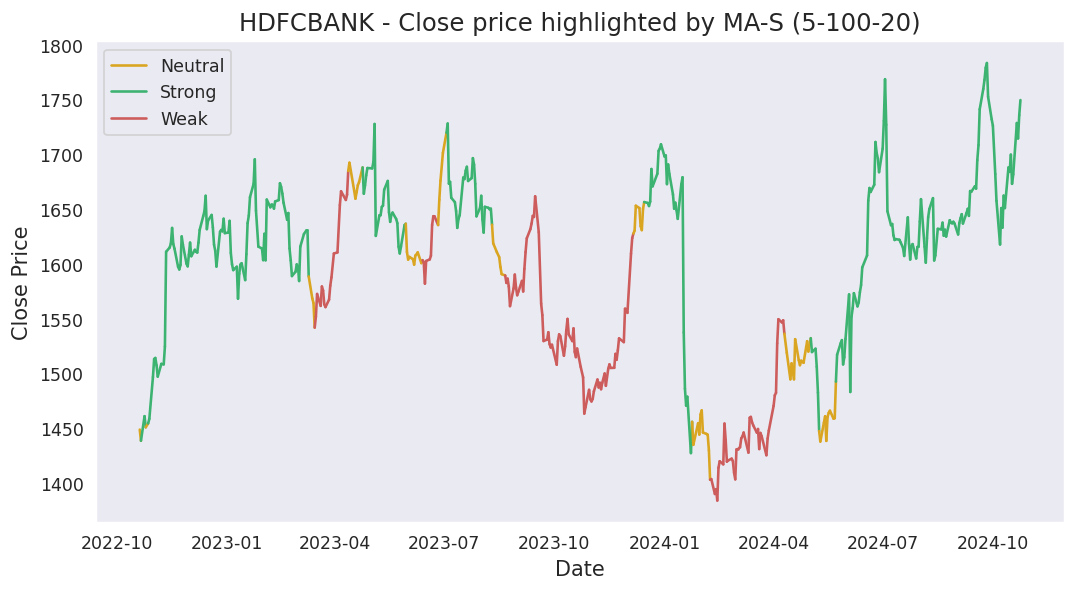 HDFCBANK - Close price highlighted by MA-S (5-100-20)
Neutral
Strong
Weak
1800
1750
1700
1650
1600
1550
1500
1450
1400
Close Price
2022-10 2023-01 2023-04 2023-07 2023-10 2024-01 2024-04 2024-07 2024-10
Date